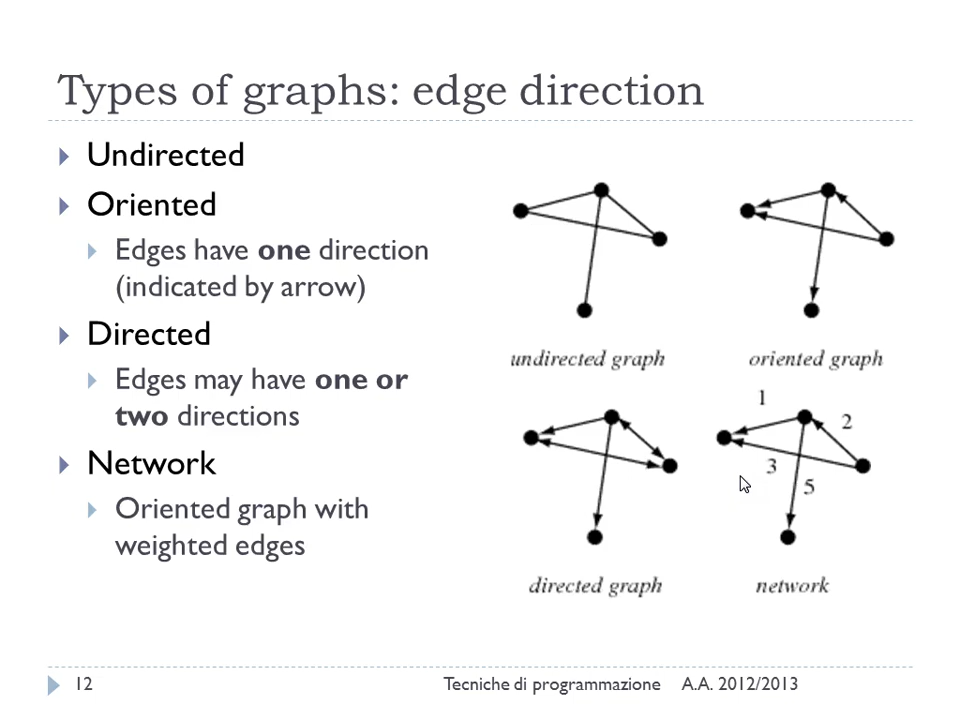 Types of graphs: edge direction
Undirected
Oriented
Edges have one direction
(indicated by arrow)
Directed
Edges may have one or
two directions
Network
Oriented graph with
weighted edges
undirected graph
oriented graph
1
2
3
5
directed graph
network
12
Tecniche di programmazione
A.A. 2012/2013